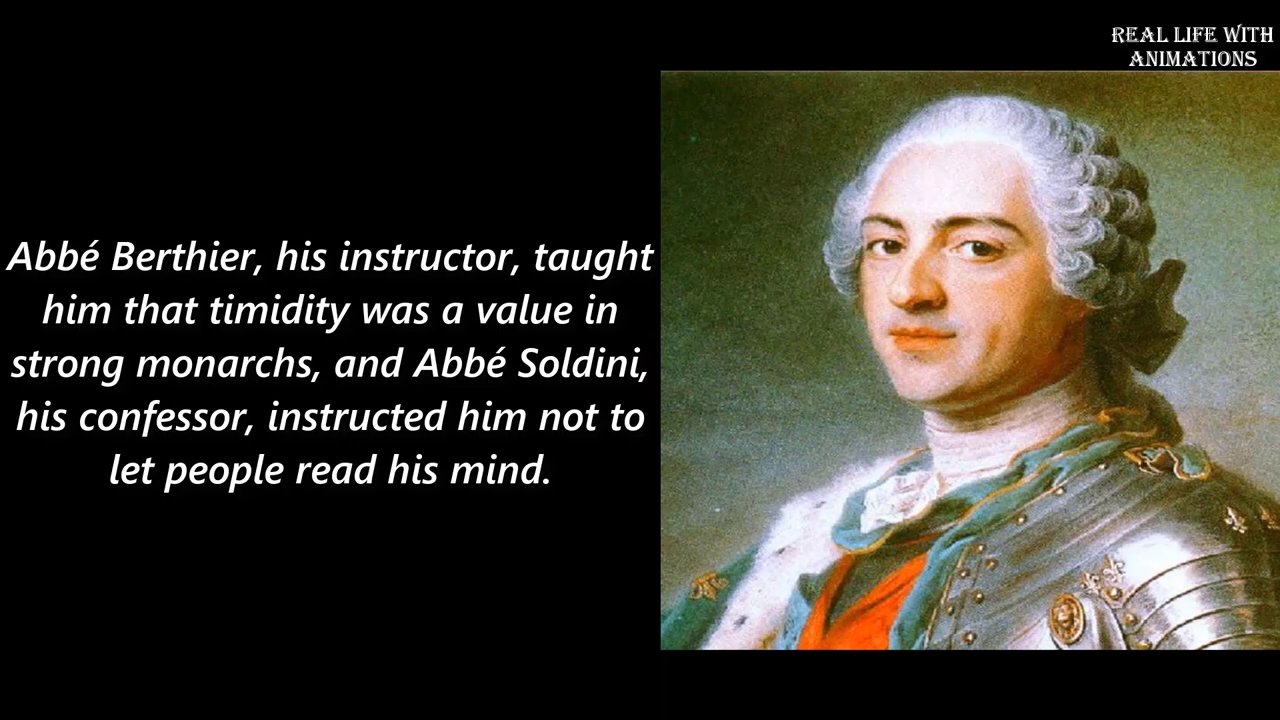 REAL LIFE WITH
ANIMATIONS
Abbé Berthier, his instructor, taught
him that timidity was a value in
strong monarchs, and Abbé Soldini,
his confessor, instructed him not to
let people read his mind.